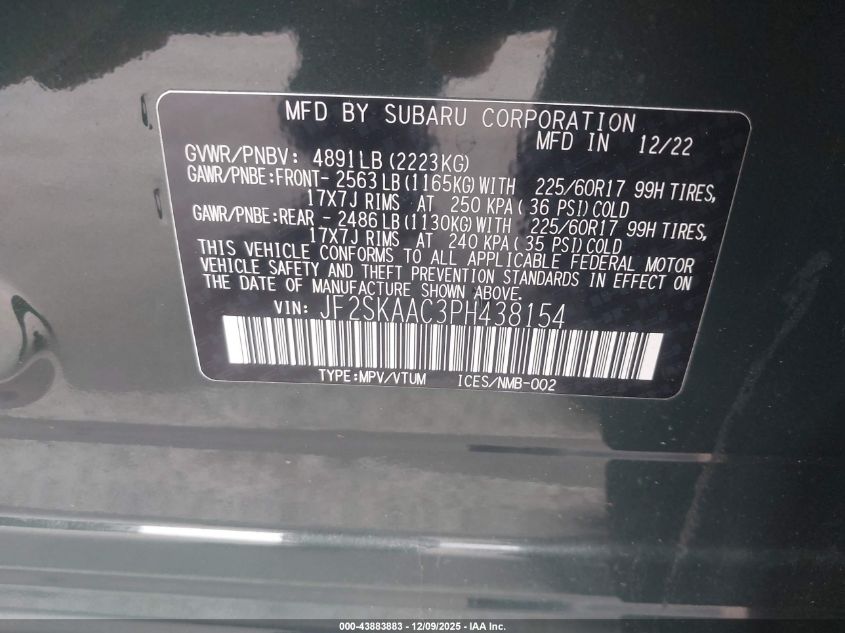 MFD BY SUBARU CORPORATION
MFD IN 12/22
GVWR/PNBV: 4891LB(2223KG)
GAWR/PNBE:FRONT- 2563LB(1165KG)WITH 225/60R17 99H TIRES,
17X7J RIMS AT 250 KPA( 36 PSI)COLD
GAWR/PNBE:REAR - 2486LB(1130KG)WITH 225/60R17 99H TIRES,
17X7J RIMS AT 240 KPA( 35 PSI)COLD
THIS VEHICLE CONFORMS TO ALL APPLICABLE FEDERAL MOTOR
VEHICLE SAFETY AND THEFT PREVENTION STANDARDS IN EFFECT ON
THE DATE OF MANUFACTURE SHOWN ABOVE.
VIN: JF2SKAAC3PH438154
TYPE:MPV/VTUM ICES/NMB-002
000-43883883 - 12/09/2025 - IAA Inc.